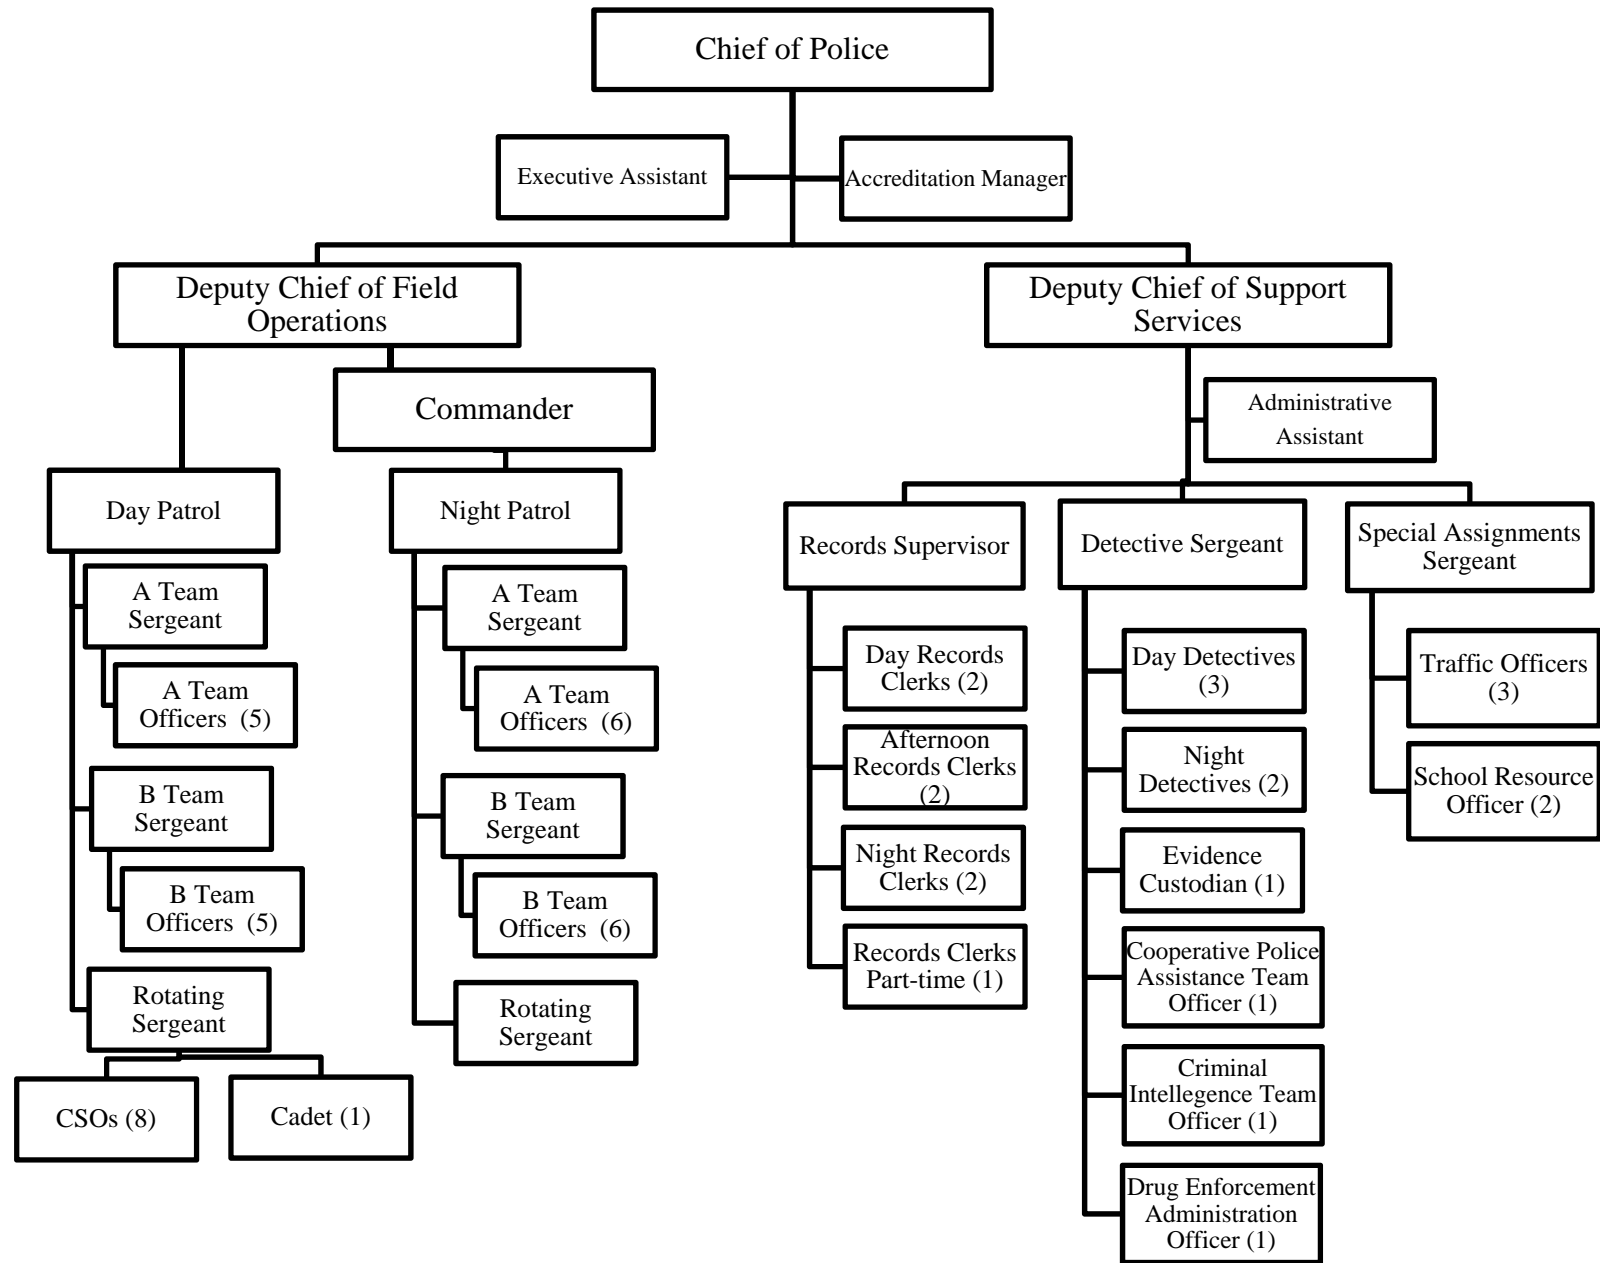 Chief of Police
Executive Assistant
Accreditation Manager
Deputy Chief of Field
Operations
Deputy Chief of Support
Services
Commander
Administrative
Assistant
Day Patrol
Night Patrol
Records Supervisor
Detective Sergeant
Special Assignments
Sergeant
A Team
Sergeant
A Team
Officers (5)
B Team
Sergeant
B Team
Officers (5)
Rotating
Sergeant
CSOs (8)
Cadet (1)
A Team
Sergeant
A Team
Officers (6)
B Team
Sergeant
B Team
Officers (6)
Rotating
Sergeant
Day Records
Clerks (2)
Afternoon
Records Clerks
(2)
Night Records
Clerks (2)
Records Clerks
Part-time (1)
Day Detectives
(3)
Night
Detectives (2)
Evidence
Custodian (1)
Cooperative Police
Assistance Team
Officer (1)
Criminal
Intellegence Team
Officer (1)
Drug Enforcement
Administration
Officer (1)
Traffic Officers
(3)
School Resource
Officer (2)